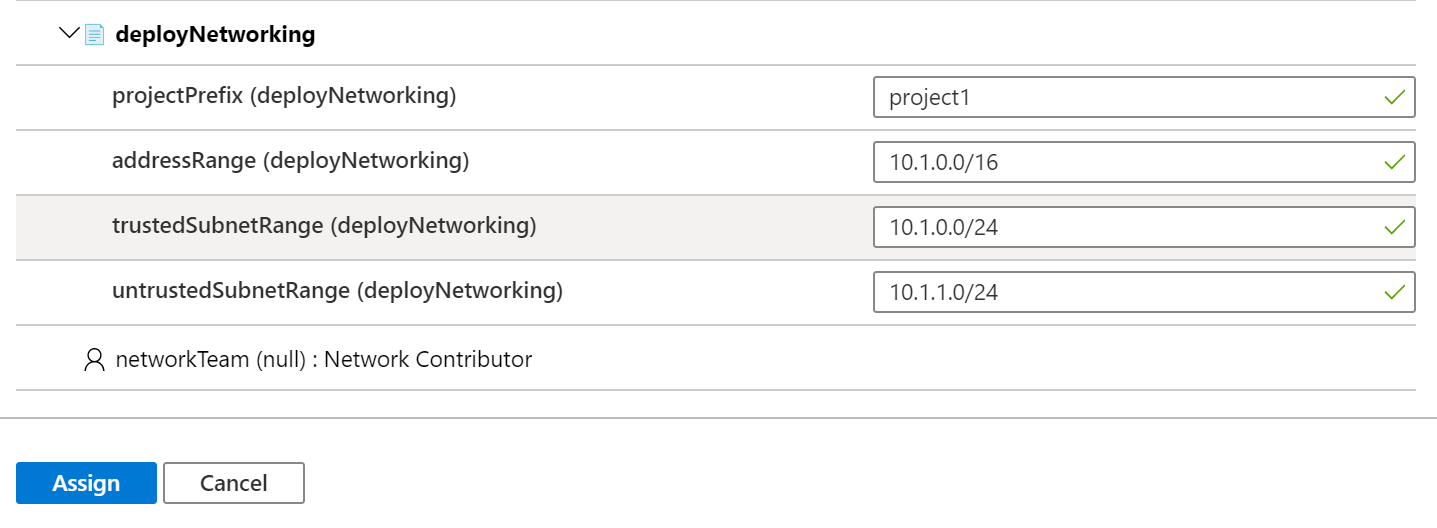 deployNetworking
projectPrefix (deployNetworking) project1
addressRange (deployNetworking) 10.1.0.0/16
trustedSubnetRange (deployNetworking) 10.1.0.0/24
untrustedSubnetRange (deployNetworking) 10.1.1.0/24
networkTeam (null) : Network Contributor
Assign Cancel